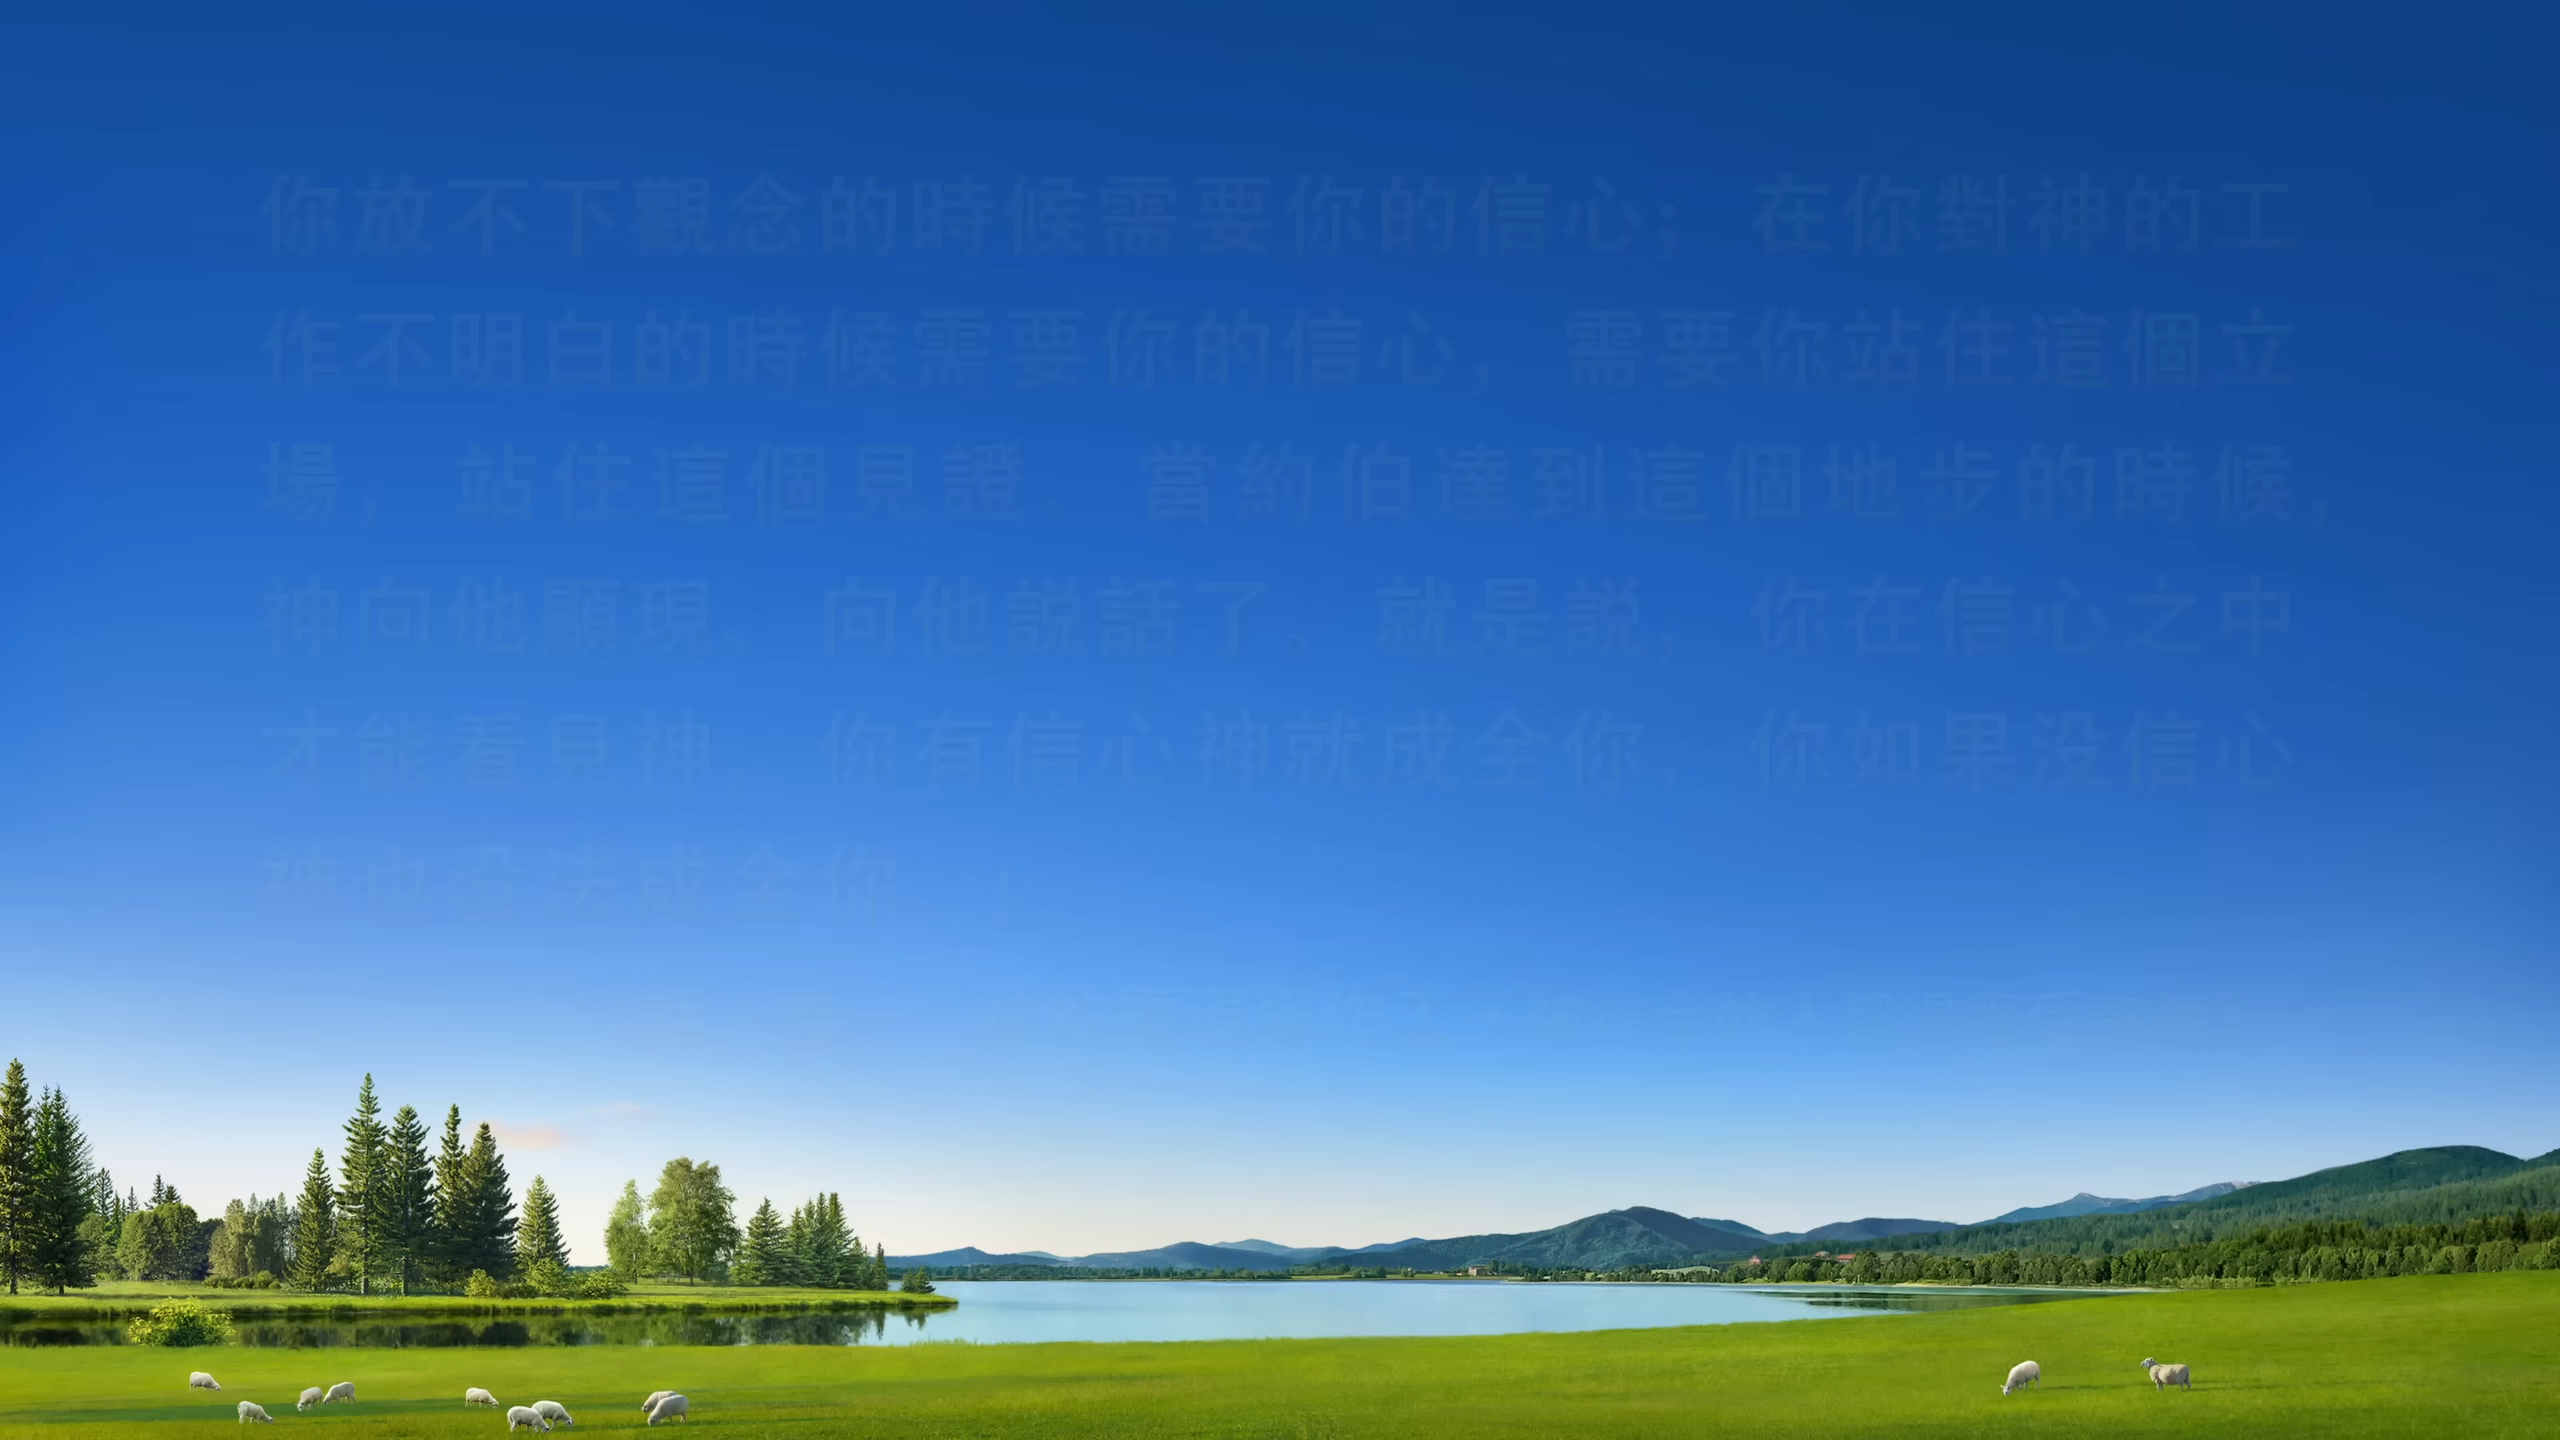 你放不下觀念的時候需要你的信心；在你對神的工
作不明白的時候需要你的信心，需要你站住這個立
場，站住這個見證。當約伯達到這個地步的時候，
神向他顯現、向他説話了。就是説，你在信心之中
才能看見神，你有信心神就成全你，你如果没信心
神也没法成全你